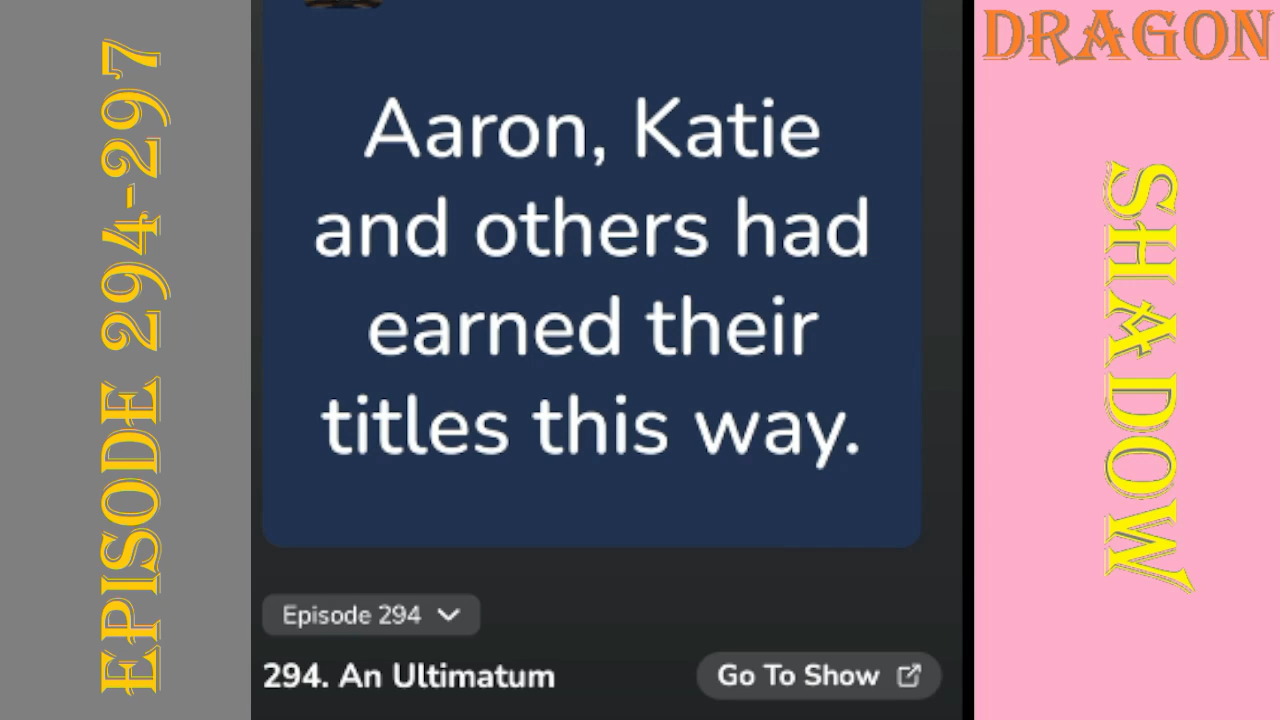 EPISODE 294-297
Aaron, Katie
and others had
earned their
titles this way.
Episode 294
294. An Ultimatum
Go To Show
DRAGON
SHADOW